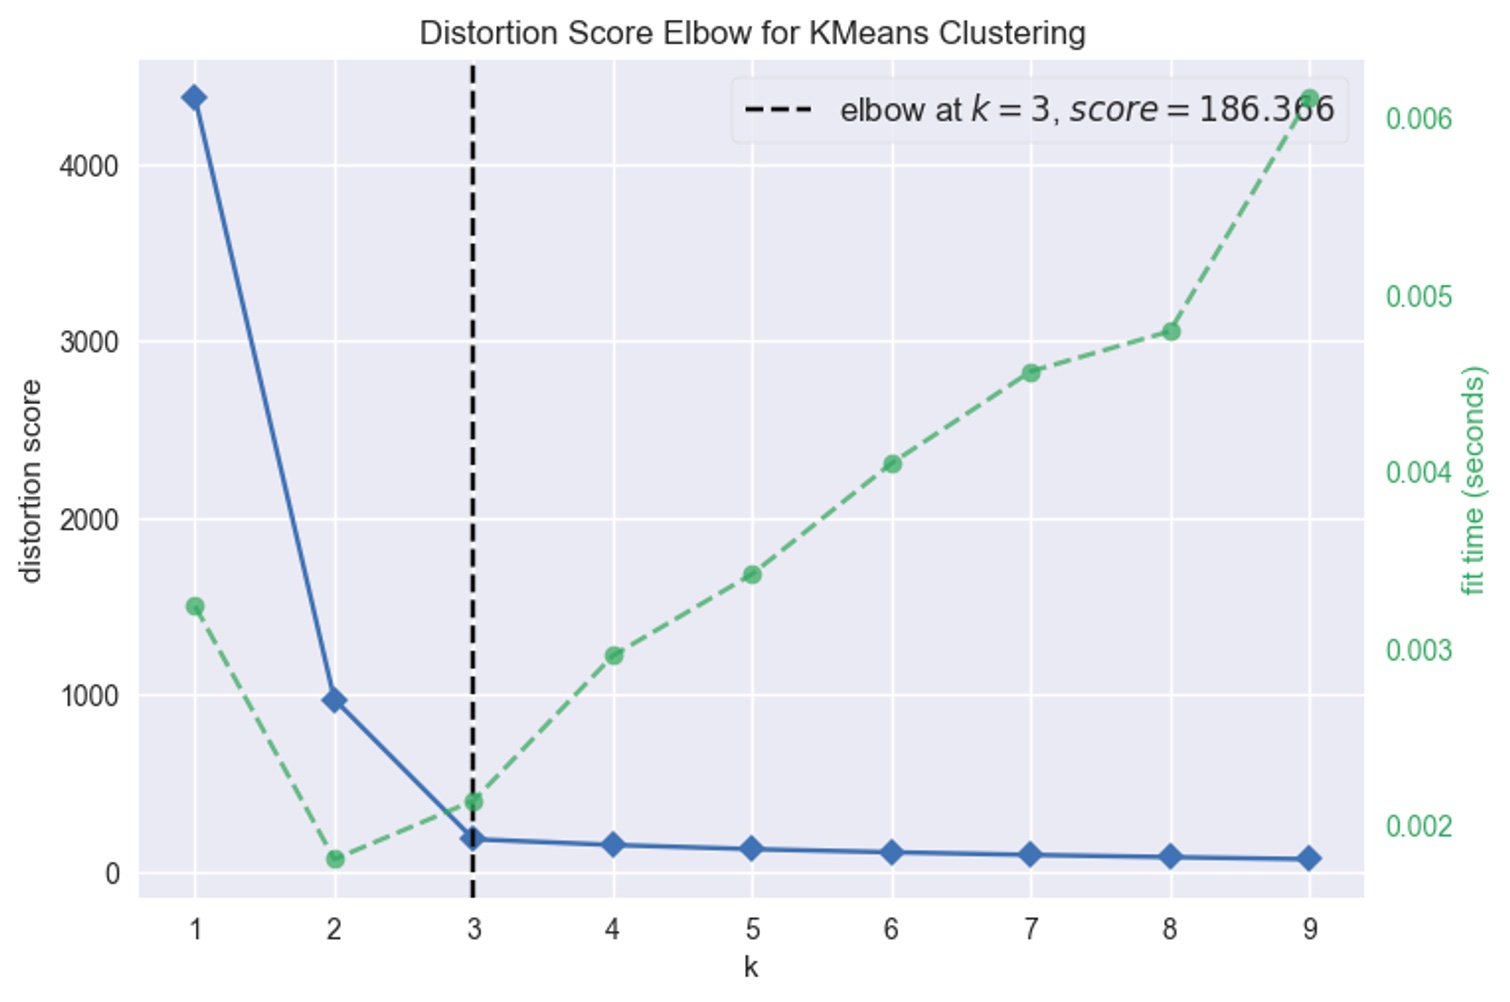 Distortion Score Elbow for KMeans Clustering
elbow at k = 3, score = 186.366
distortion score
4000
3000
2000
1000
0
0.006
0.005
0.004
0.003
0.002
fit time (seconds)
1 2 3 4 5 6 7 8 9
k